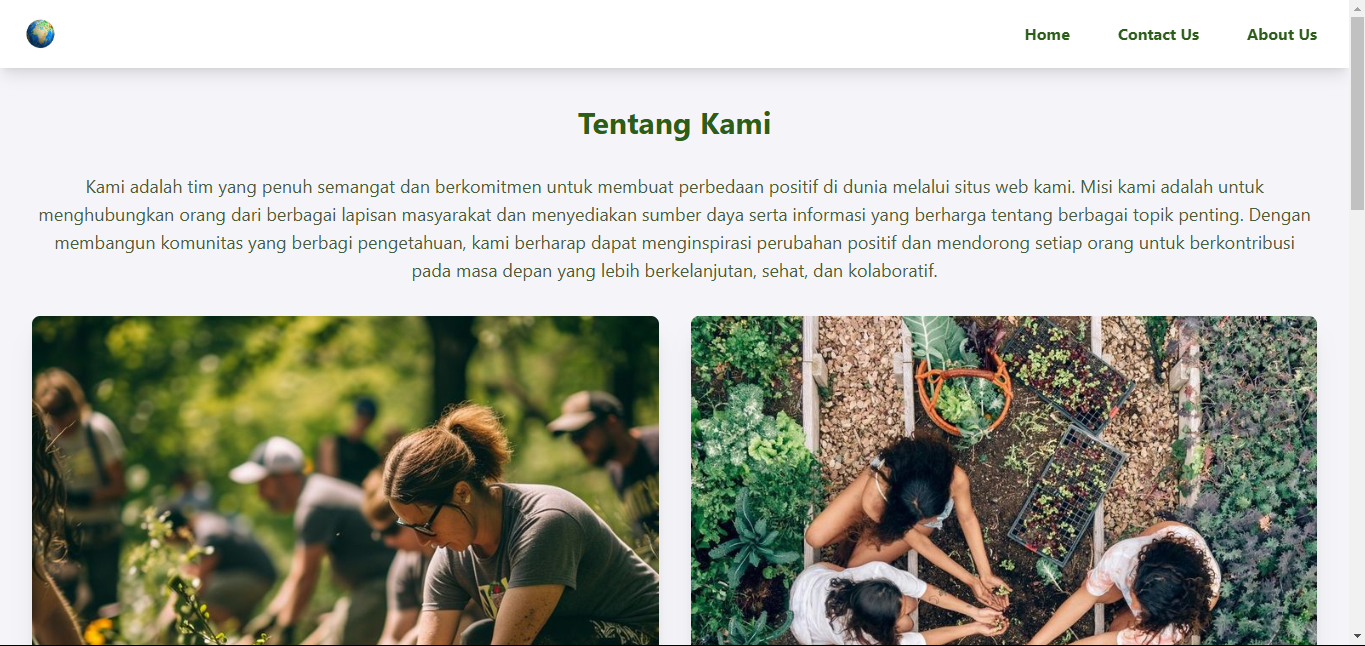 Home Contact Us About Us
Tentang Kami
Kami adalah tim yang penuh semangat dan berkomitmen untuk membuat perbedaan positif di dunia melalui situs web kami. Misi kami adalah untuk
menghubungkan orang dari berbagai lapisan masyarakat dan menyediakan sumber daya serta informasi yang berharga tentang berbagai topik penting. Dengan
membangun komunitas yang berbagi pengetahuan, kami berharap dapat menginspirasi perubahan positif dan mendorong setiap orang untuk berkontribusi
pada masa depan yang lebih berkelanjutan, sehat, dan kolaboratif.